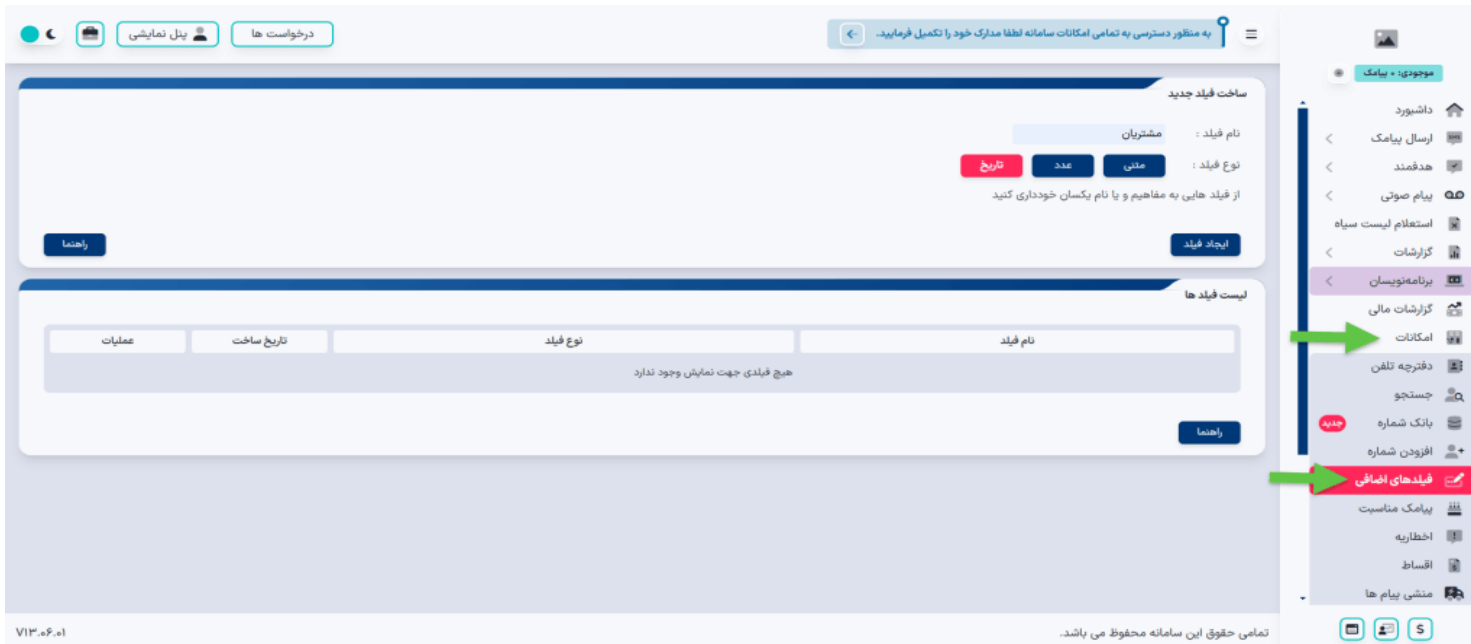 موجودی: ۰ پیامک
داشبورد
ارسال پیامک
هدفمند
پیام صوتی
استعلام لیست سیاه
گزارشات
برنامه‌نویسان
گزارشات مالی
امکانات
دفترچه تلفن
جستجو
بانک شماره جدید
افزودن شماره
فیلدهای اضافی
پیامک مناسبت
اخطاریه
اقساط
منشی پیام ها
به منظور دسترسی به تمامی امکانات سامانه لطفا مدارک خود را تکمیل فرمایید.
پنل نمایشی
درخواست ها
ساخت فیلد جدید
نام فیلد : مشتریان
نوع فیلد : متنی عدد تاریخ
از فیلد هایی به مفاهیم و یا نام یکسان خودداری کنید
ایجاد فیلد راهنما
لیست فیلد ها
نام فیلد نوع فیلد تاریخ ساخت عملیات
هیچ فیلدی جهت نمایش وجود ندارد
راهنما
تمامی حقوق این سامانه محفوظ می باشد.
V۱۳.۰۶.۰۱